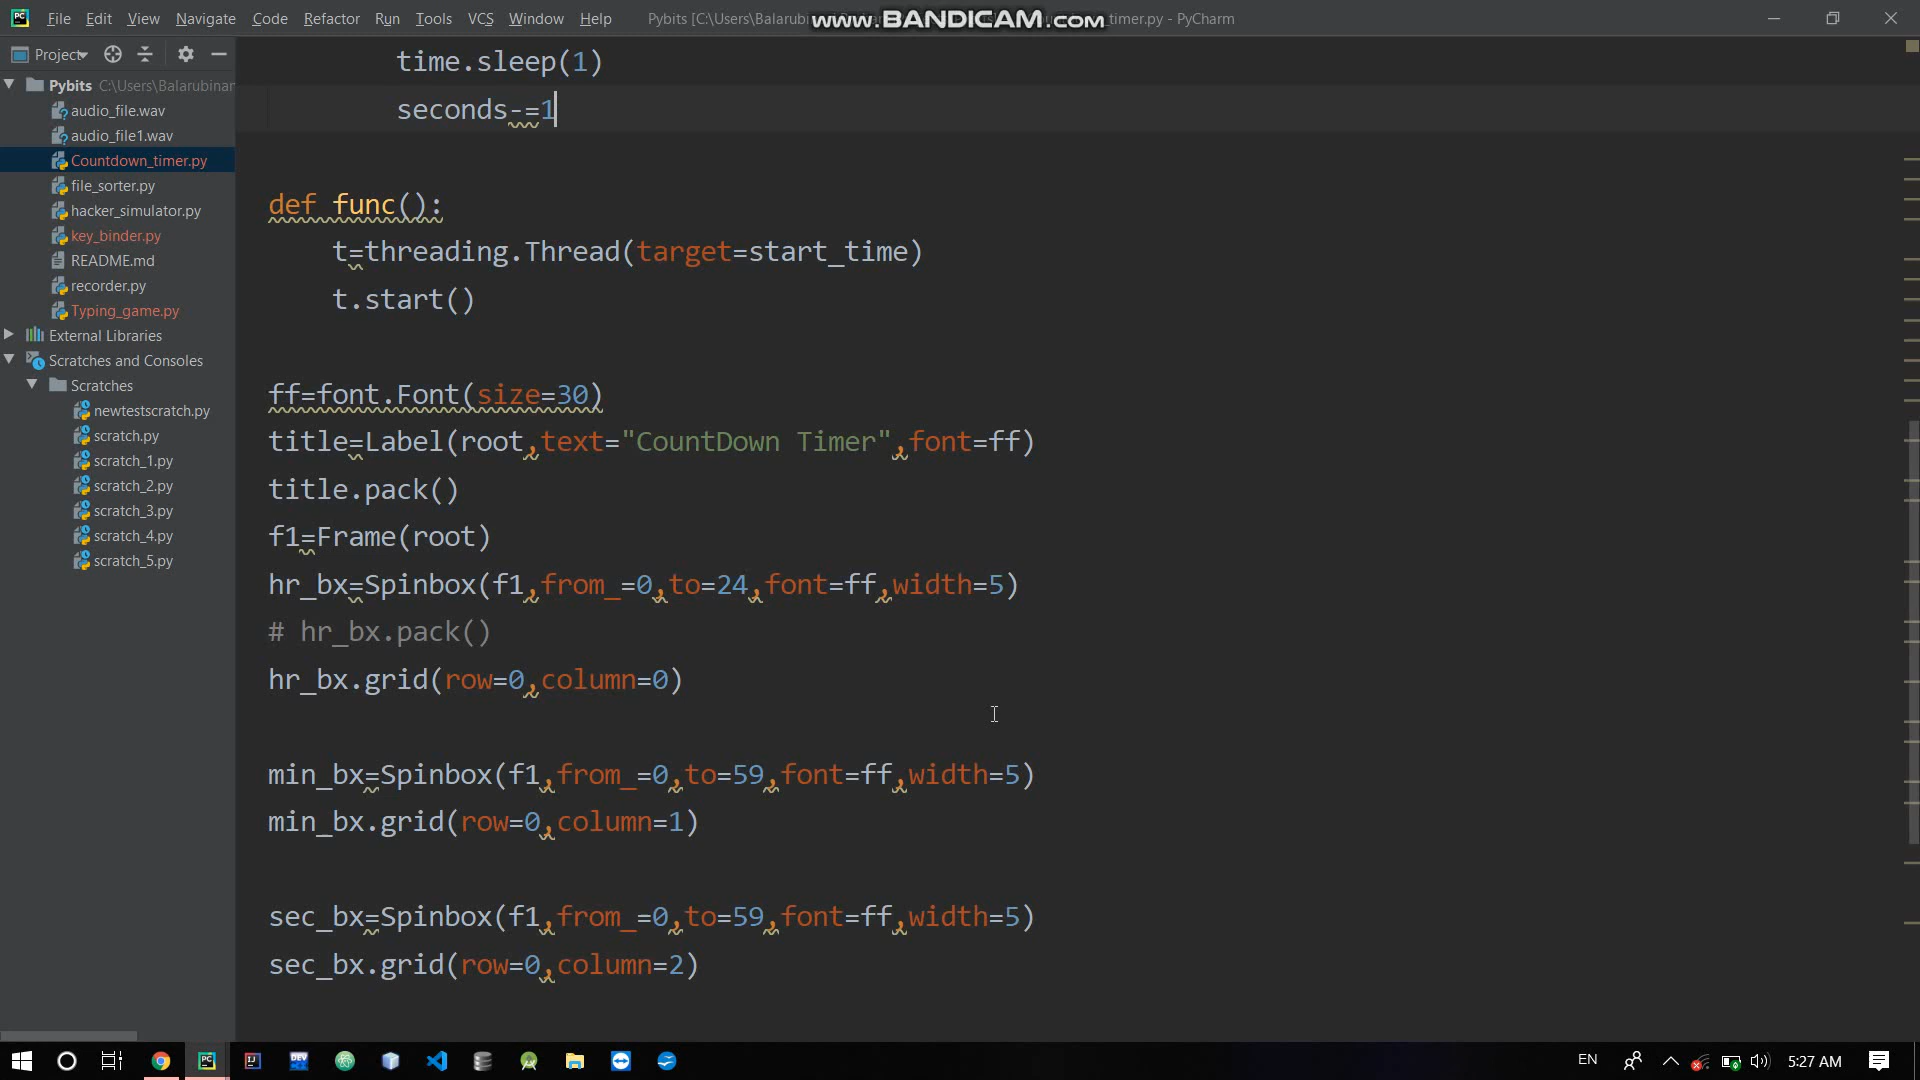 File Edit View Navigate Code Refactor Run Tools VCS Window Help Pybits [C:\Users\Balarubi timer.py - PyCharm
www.BANDICAM.com
Project
Pybits C:\Users\Balarubinar
audio_file.wav
audio_file1.wav
Countdown_timer.py
file_sorter.py
hacker_simulator.py
key_binder.py
README.md
recorder.py
Typing_game.py
External Libraries
Scratches and Consoles
Scratches
newtestscratch.py
scratch.py
scratch_1.py
scratch_2.py
scratch_3.py
scratch_4.py
scratch_5.py
time.sleep(1)
seconds-=1
def func():
t=threading.Thread(target=start_time)
t.start()
ff=font.Font(size=30)
title=Label(root,text="CountDown Timer",font=ff)
title.pack()
f1=Frame(root)
hr_bx=Spinbox(f1,from_=0,to=24,font=ff,width=5)
# hr_bx.pack()
hr_bx.grid(row=0,column=0)
min_bx=Spinbox(f1,from_=0,to=59,font=ff,width=5)
min_bx.grid(row=0,column=1)
sec_bx=Spinbox(f1,from_=0,to=59,font=ff,width=5)
sec_bx.grid(row=0,column=2)
EN 5:27 AM